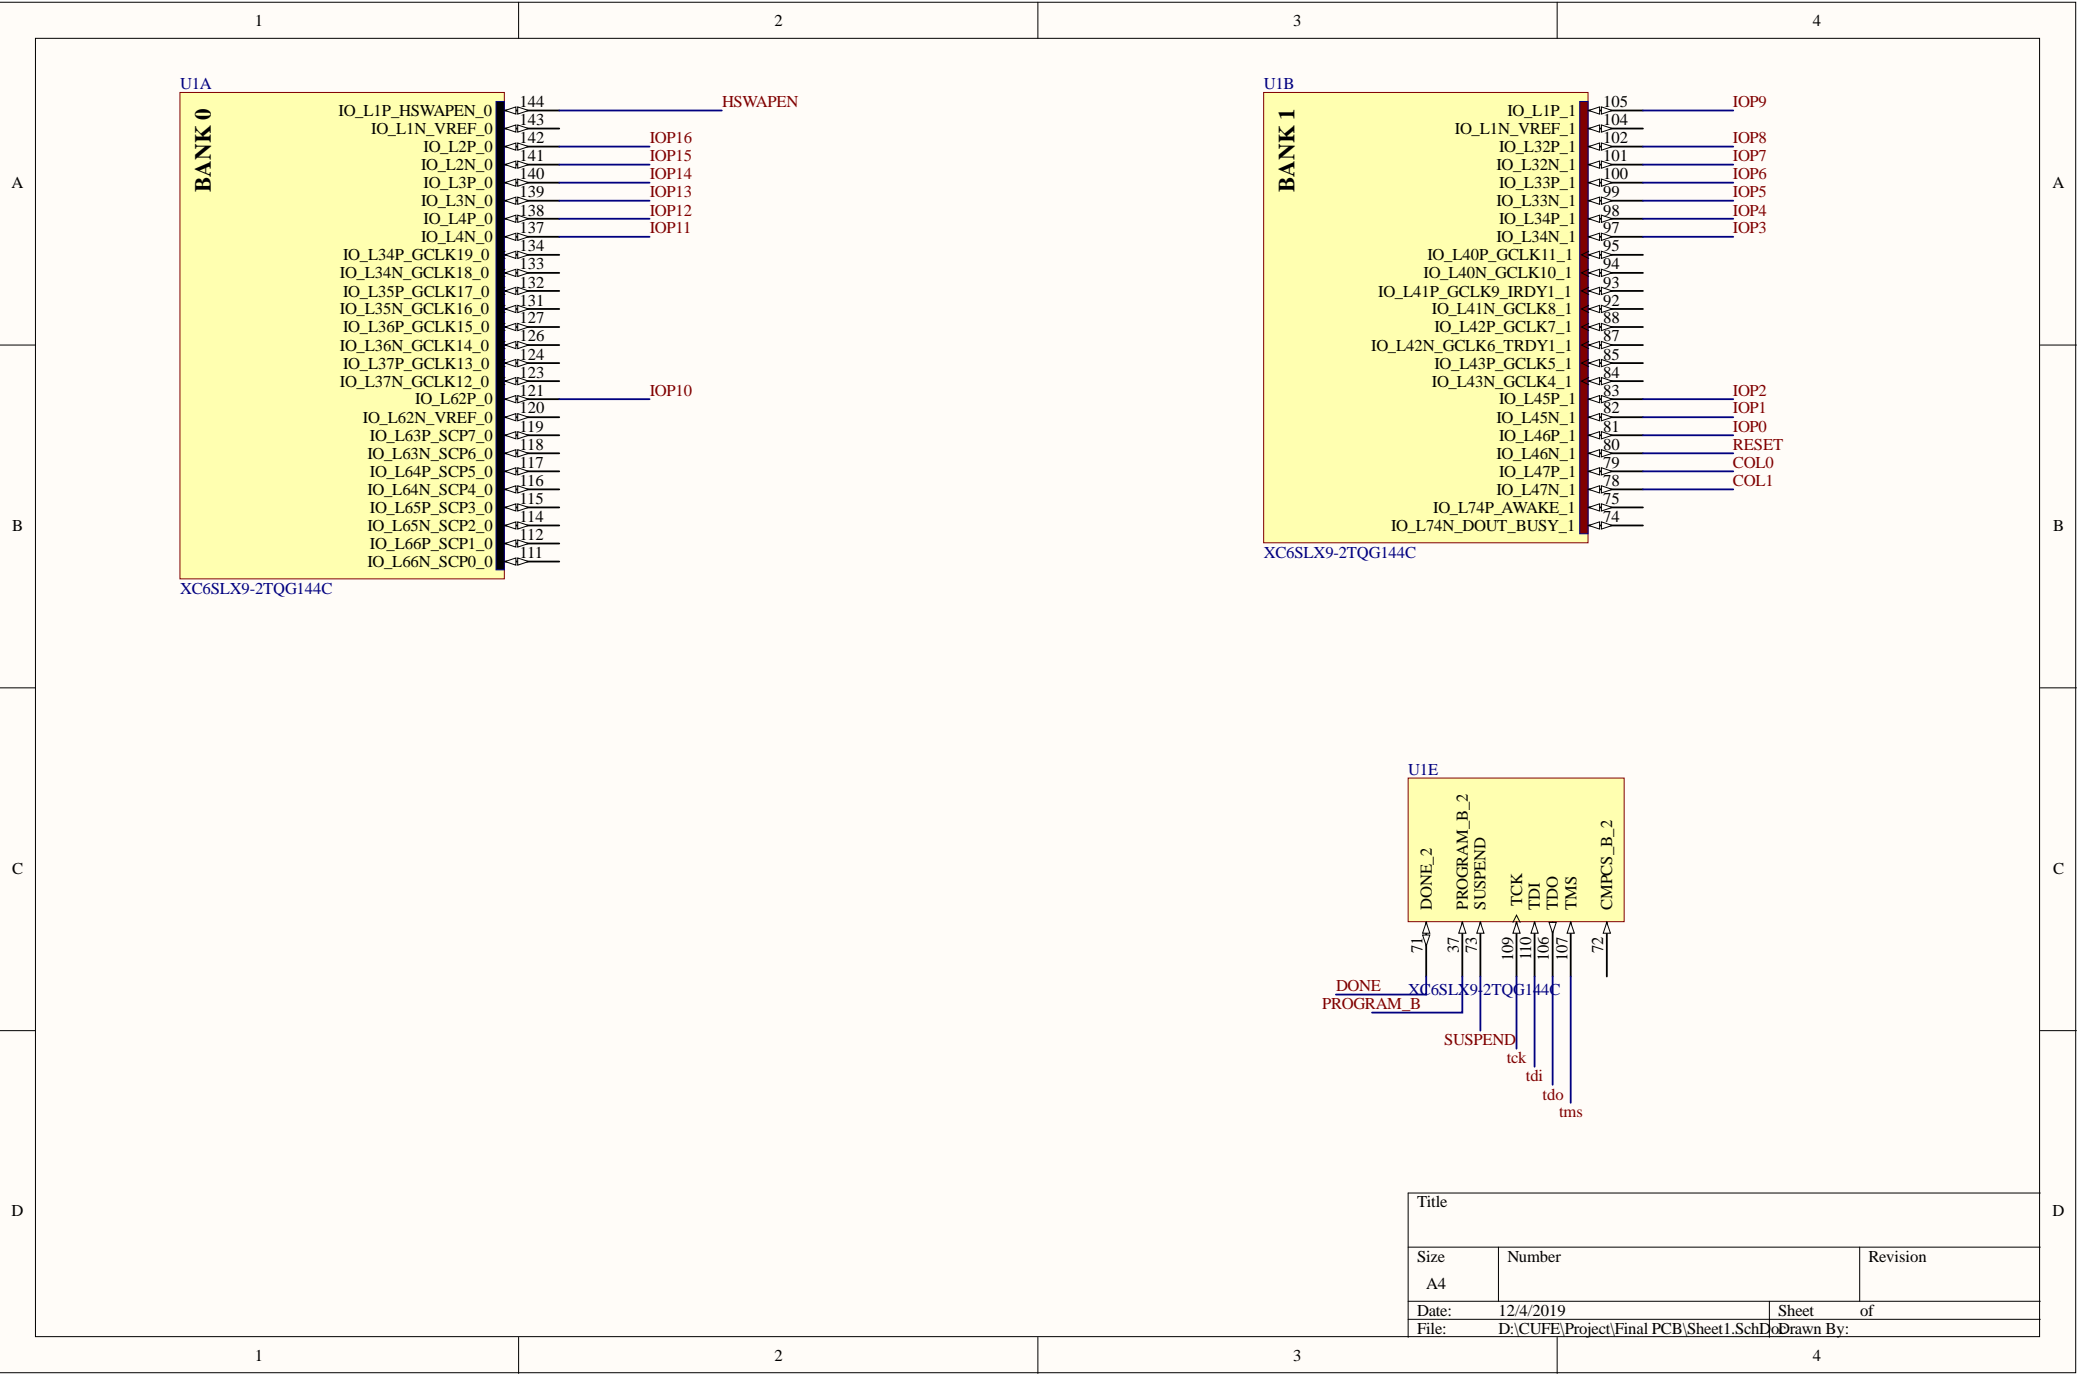 1 2 3 4
U1A
BANK 0
IO_L1P_HSWAPEN_0 144 HSWAPEN
IO_L1N_VREF_0 143
IO_L2P_0 142 IOP16
IO_L2N_0 141 IOP15
IO_L3P_0 140 IOP14
IO_L3N_0 139 IOP13
IO_L4P_0 138 IOP12
IO_L4N_0 137 IOP11
IO_L34P_GCLK19_0 134
IO_L34N_GCLK18_0 133
IO_L35P_GCLK17_0 132
IO_L35N_GCLK16_0 131
IO_L36P_GCLK15_0 127
IO_L36N_GCLK14_0 126
IO_L37P_GCLK13_0 124
IO_L37N_GCLK12_0 123
IO_L62P_0 121 IOP10
IO_L62N_VREF_0 120
IO_L63P_SCP7_0 119
IO_L63N_SCP6_0 118
IO_L64P_SCP5_0 117
IO_L64N_SCP4_0 116
IO_L65P_SCP3_0 115
IO_L65N_SCP2_0 114
IO_L66P_SCP1_0 112
IO_L66N_SCP0_0 111
XC6SLX9-2TQG144C
U1B
BANK 1
IO_L1P_1 105 IOP9
IO_L1N_VREF_1 104
IO_L32P_1 102 IOP8
IO_L32N_1 101 IOP7
IO_L33P_1 100 IOP6
IO_L33N_1 99 IOP5
IO_L34P_1 98 IOP4
IO_L34N_1 97 IOP3
IO_L40P_GCLK11_1 95
IO_L40N_GCLK10_1 94
IO_L41P_GCLK9_IRDY1_1 93
IO_L41N_GCLK8_1 92
IO_L42P_GCLK7_1 88
IO_L42N_GCLK6_TRDY1_1 87
IO_L43P_GCLK5_1 85
IO_L43N_GCLK4_1 84
IO_L45P_1 83 IOP2
IO_L45N_1 82 IOP1
IO_L46P_1 81 IOP0
IO_L46N_1 80 RESET
IO_L47P_1 79 COL0
IO_L47N_1 78 COL1
IO_L74P_AWAKE_1 75
IO_L74N_DOUT_BUSY_1 74
XC6SLX9-2TQG144C
A A
B B
C C
D D
U1E
DONE_2 71
PROGRAM_B_2 37
SUSPEND 73
TCK 109
TDI 110
TDO 106
TMS 107
CMPCS_B_2 72
DONE
XC6SLX9-2TQG144C
PROGRAM_B
SUSPEND
tck
tdi
tdo
tms
Title
Size Number Revision
A4
Date: 12/4/2019 Sheet of
File: D:\CUFE\Project\Final PCB\Sheet1.SchDoc Drawn By:
1 2 3 4